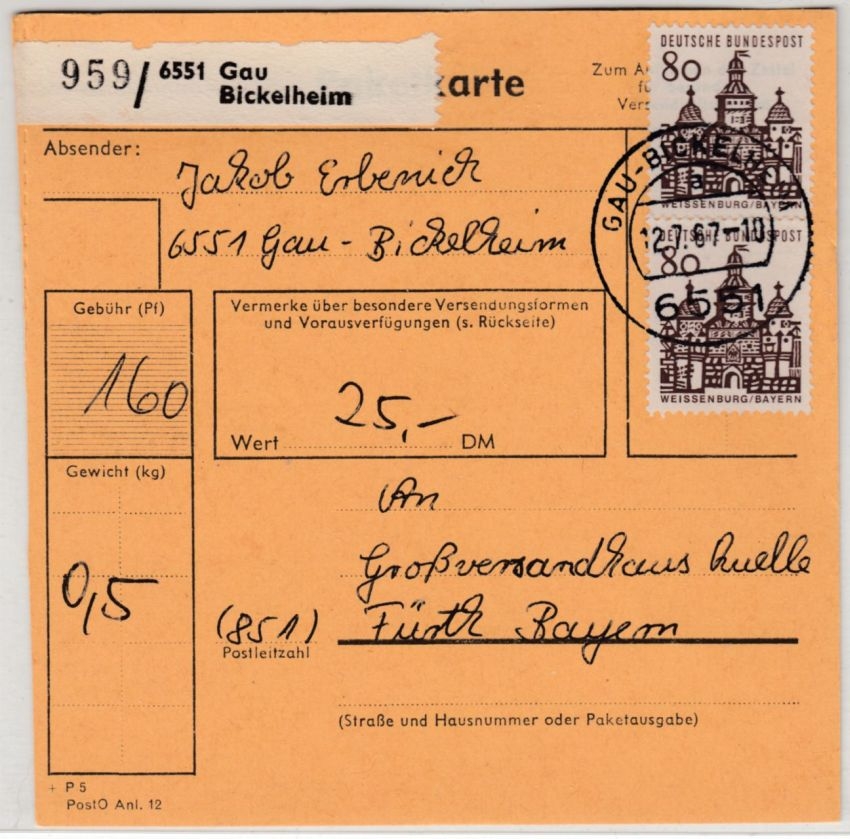 959/ 6551 Gau
Bickelheim
karte
Zum A
f
Vers
Absender:
Jakob Erbenich
6551 Gau-Bickelheim
DEUTSCHE BUNDESPOST
80
WEISSENBURG/BAYERN
DEUTSCHE BUNDESPOST
80
WEISSENBURG/BAYERN
GAU-BICKELH
a
12.7.67-10
6551
Gebühr (Pf)
160
Vermerke über besondere Versendungsformen
und Vorausverfügungen (s. Rückseite)
25,-
Wert DM
Gewicht (kg)
0,5
An
Großversandhaus Quelle
(851) Fürth Bayern
Postleitzahl
(Straße und Hausnummer oder Paketausgabe)
+ P 5
PostO Anl. 12